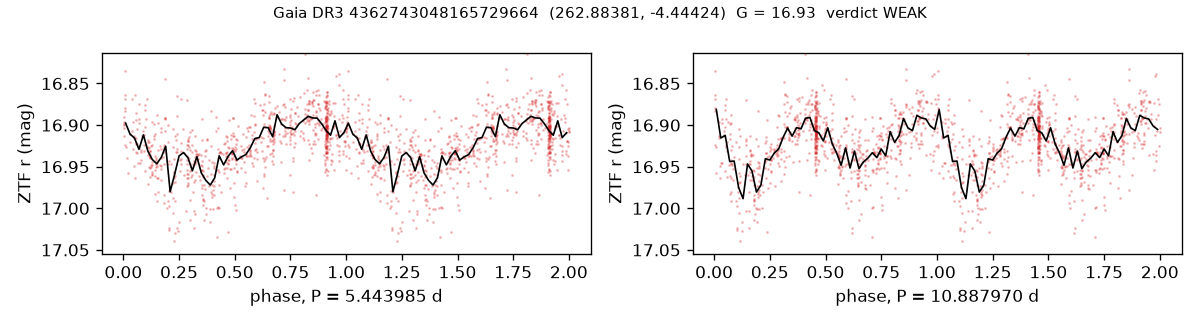 Gaia DR3 4362743048165729664  (262.88381, -4.44424)  G = 16.93  verdict WEAK
ZTF r (mag)
16.85
16.90
16.95
17.00
17.05
0.00 0.25 0.50 0.75 1.00 1.25 1.50 1.75 2.00
phase, P = 5.443985 d
ZTF r (mag)
16.85
16.90
16.95
17.00
17.05
0.00 0.25 0.50 0.75 1.00 1.25 1.50 1.75 2.00
phase, P = 10.887970 d